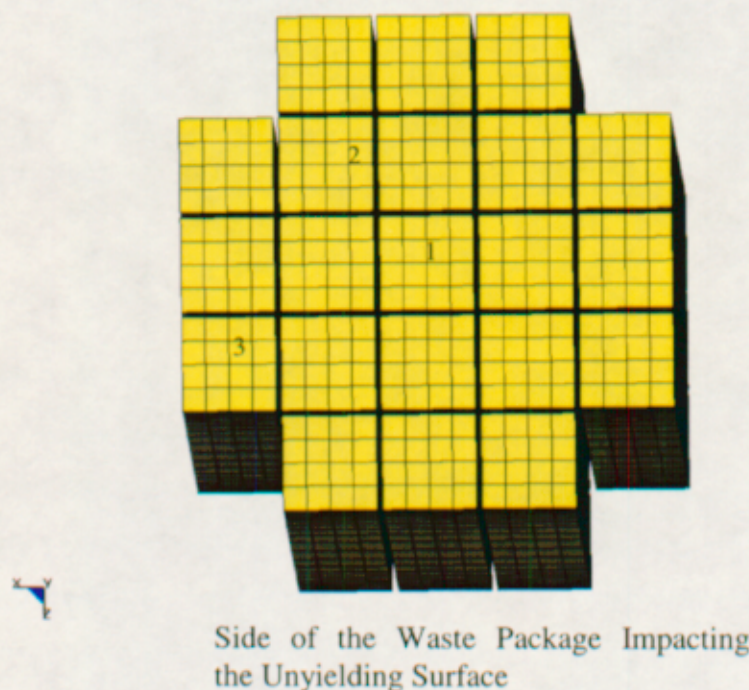 2
1
3
X Y
Z
Side of the Waste Package Impacting
the Unyielding Surface